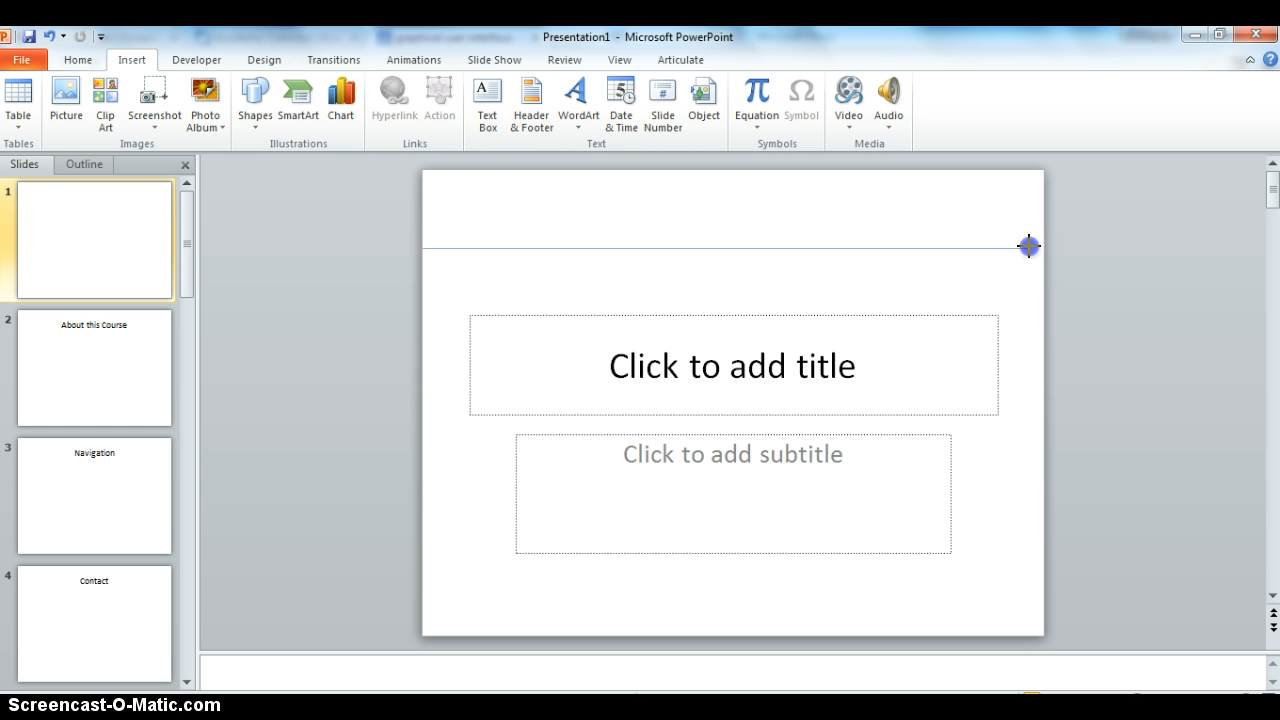 Presentation1 - Microsoft PowerPoint
File Home Insert Developer Design Transitions Animations Slide Show Review View Articulate
Table Picture Clip Art Screenshot Photo Album Shapes SmartArt Chart Hyperlink Action Text Box Header & Footer WordArt Date & Time Slide Number Object Equation Symbol Video Audio
Tables Images Illustrations Links Text Symbols Media
Slides Outline
1
2
About this Course
3
Navigation
4
Contact
Click to add title
Click to add subtitle
Screencast-O-Matic.com